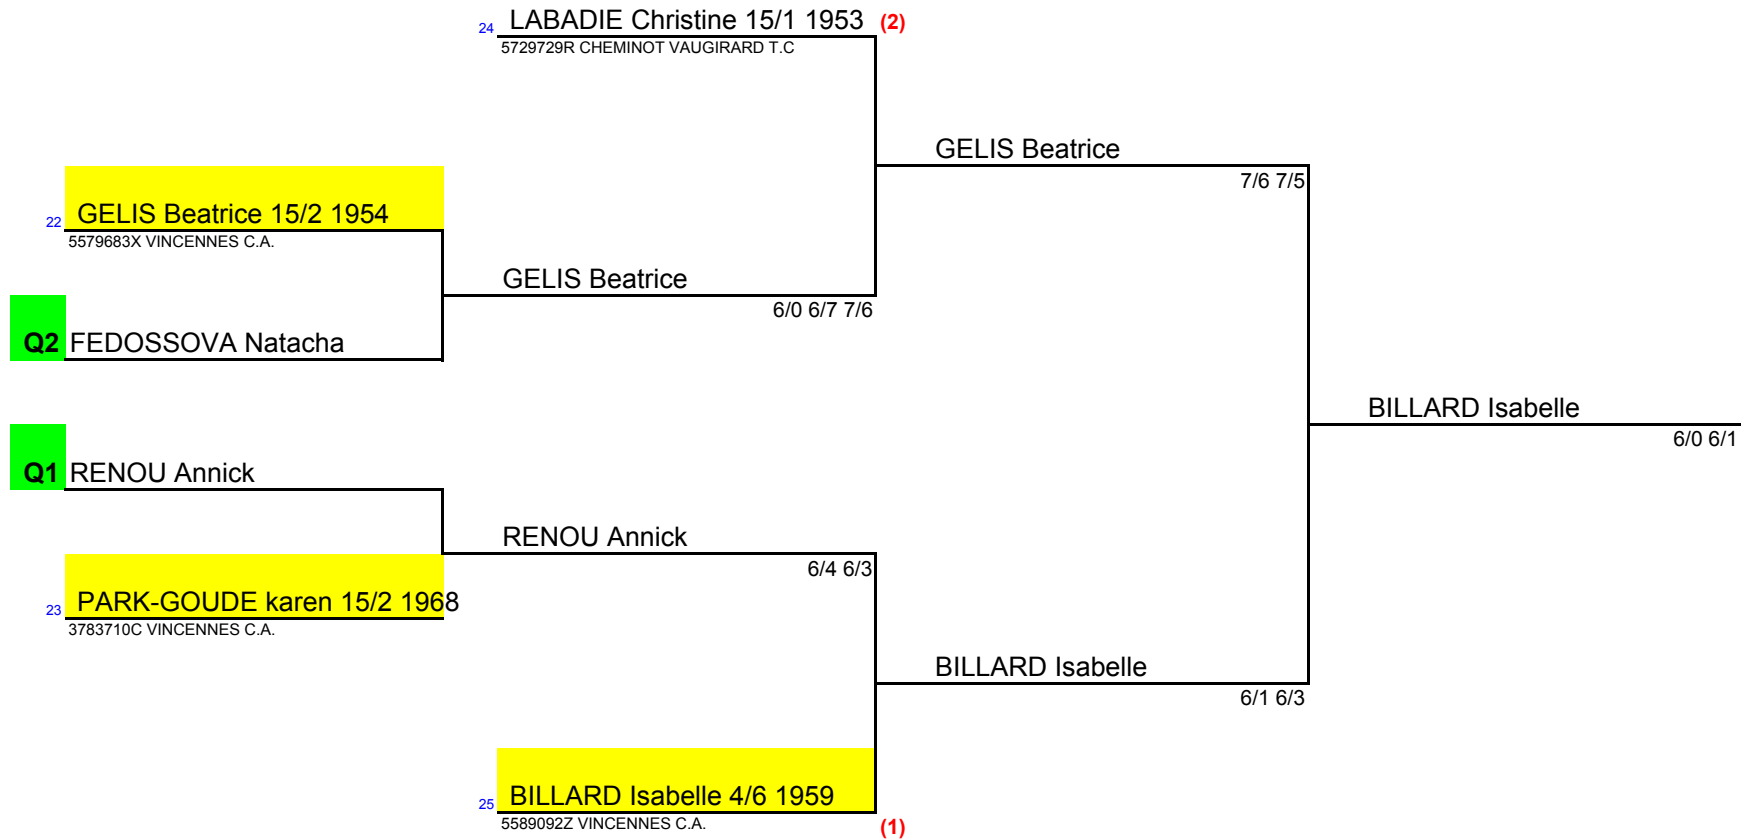 24 LABADIE Christine 15/1 1953 (2)
5729729R CHEMINOT VAUGIRARD T.C
GELIS Beatrice
7/6 7/5
22 GELIS Beatrice 15/2 1954
5579683X VINCENNES C.A.
GELIS Beatrice
6/0 6/7 7/6
Q2 FEDOSSOVA Natacha
BILLARD Isabelle
6/0 6/1
Q1 RENOU Annick
RENOU Annick
6/4 6/3
23 PARK-GOUDE karen 15/2 1968
3783710C VINCENNES C.A.
BILLARD Isabelle
6/1 6/3
25 BILLARD Isabelle 4/6 1959
5589092Z VINCENNES C.A.
(1)